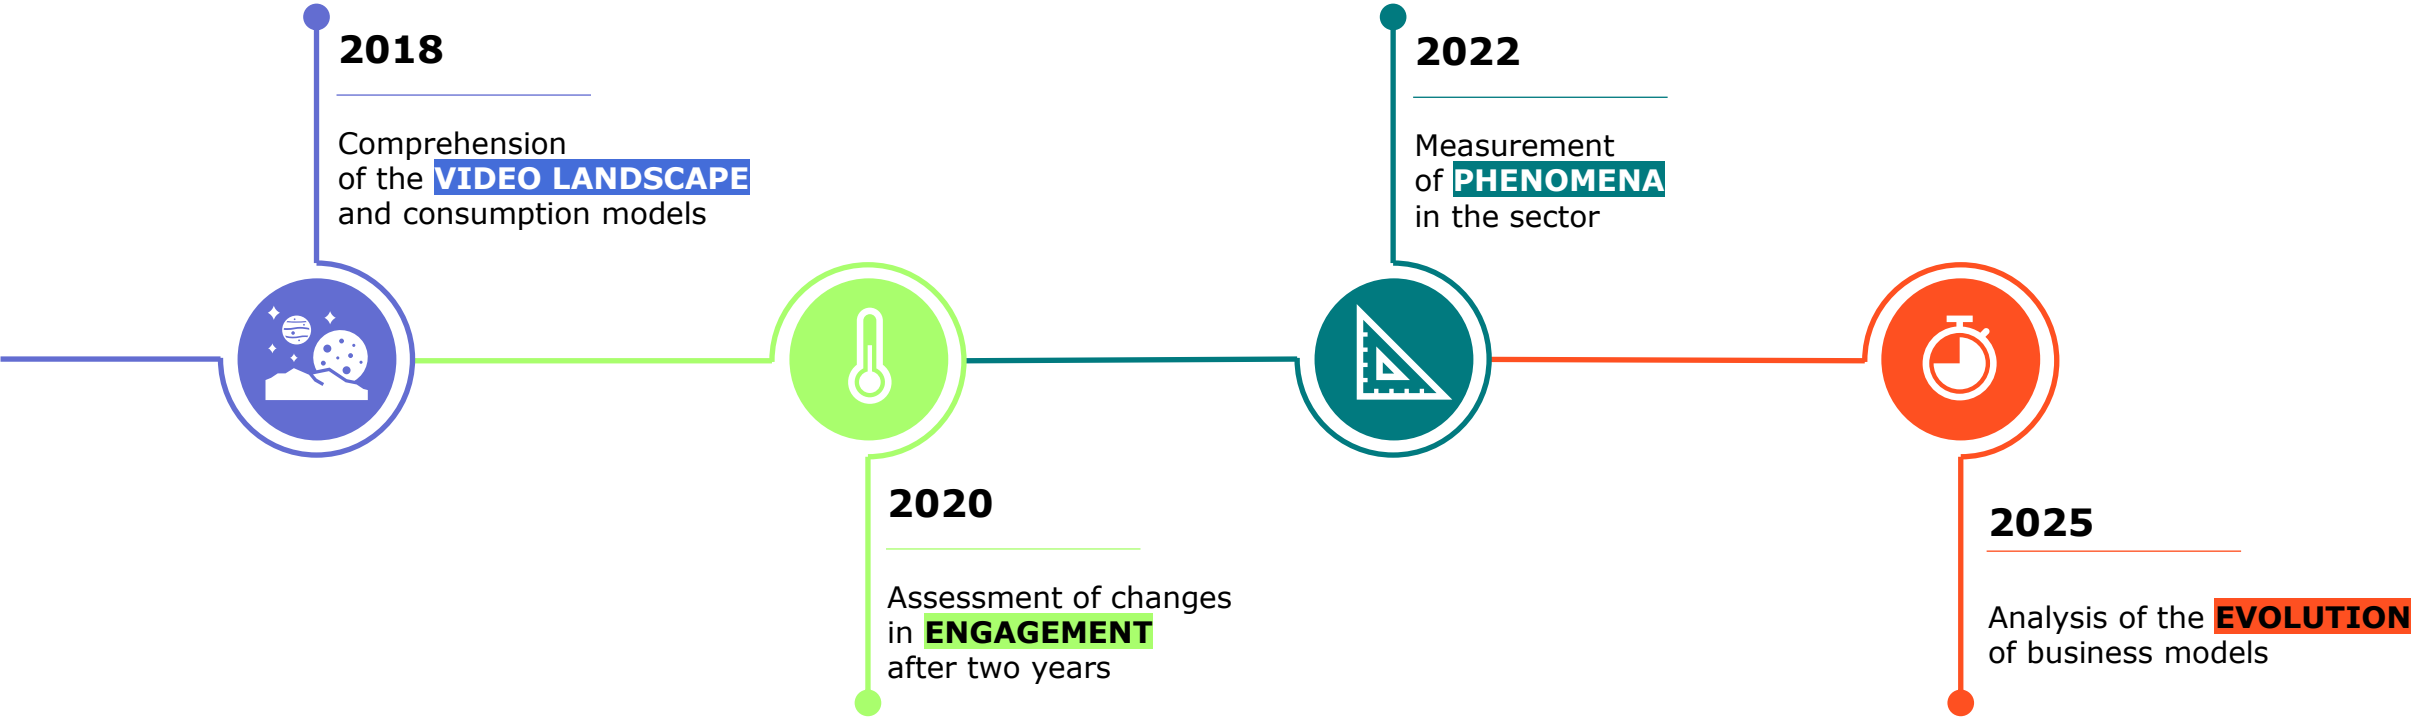 2018
Comprehension
of the VIDEO LANDSCAPE
and consumption models
2020
Assessment of changes
in ENGAGEMENT
after two years
2022
Measurement
of PHENOMENA
in the sector
2025
Analysis of the EVOLUTION
of business models